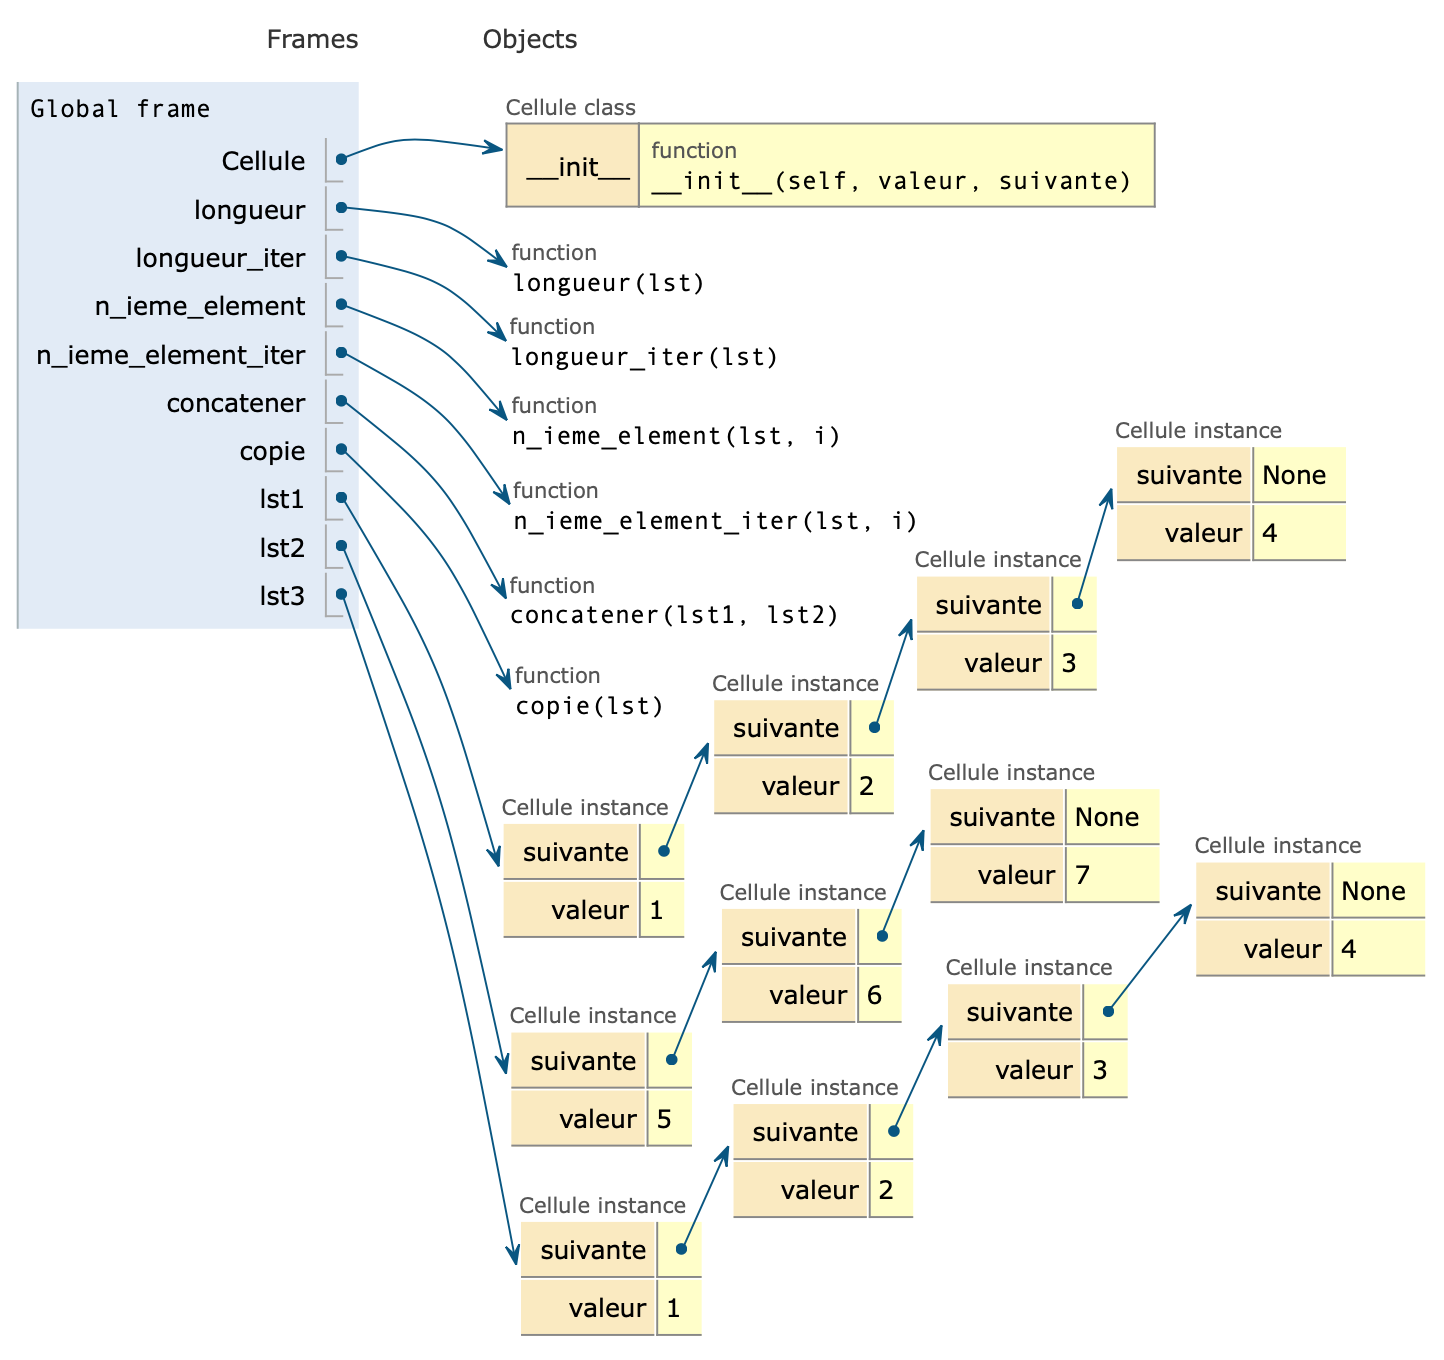 Frames
Objects
Global frame
Cellule
longueur
longueur_iter
n_ieme_element
n_ieme_element_iter
concatener
copie
lst1
lst2
lst3
Cellule class
__init__
function
__init__(self, valeur, suivante)
function
longueur(lst)
function
longueur_iter(lst)
function
n_ieme_element(lst, i)
function
n_ieme_element_iter(lst, i)
function
concatener(lst1, lst2)
function
copie(lst)
Cellule instance
suivante
valeur 1
Cellule instance
suivante
valeur 2
Cellule instance
suivante
valeur 3
Cellule instance
suivante None
valeur 4
Cellule instance
suivante
valeur 5
Cellule instance
suivante
valeur 6
Cellule instance
suivante None
valeur 7
Cellule instance
suivante
valeur 1
Cellule instance
suivante
valeur 2
Cellule instance
suivante
valeur 3
Cellule instance
suivante None
valeur 4